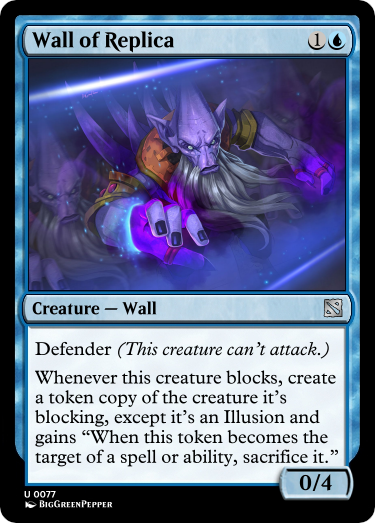 Wall of Replica 1
Creature — Wall
Defender (This creature can't attack.)
Whenever this creature blocks, create
a token copy of the creature it's
blocking, except it's an Illusion and
gains “When this token becomes the
target of a spell or ability, sacrifice it.”
0/4
U 0077
BigGreenPepper